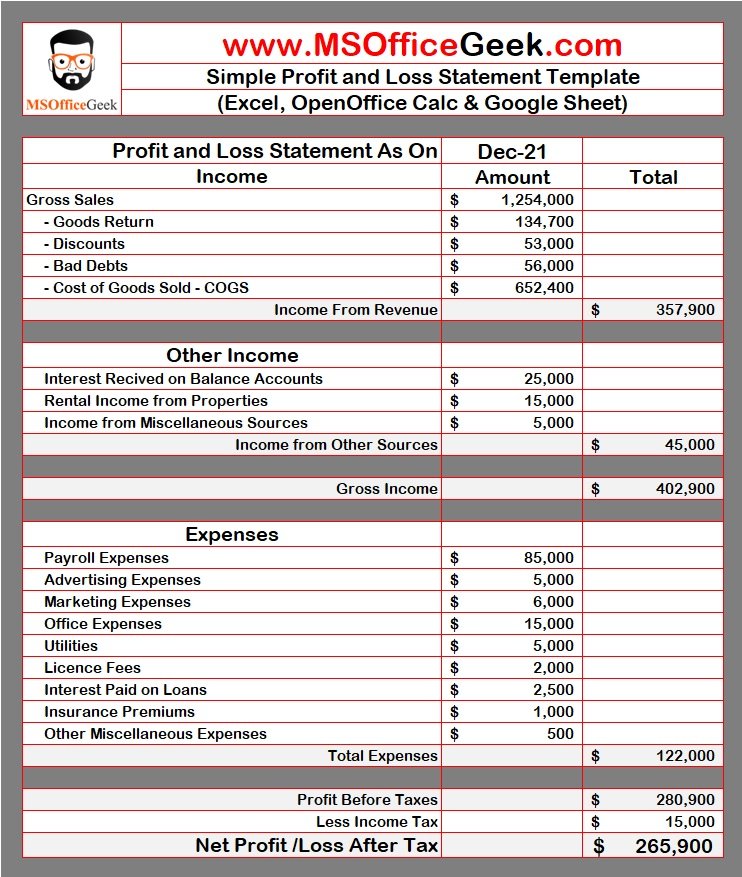 www.MSOfficeGeek.com
MSOfficeGeek
Simple Profit and Loss Statement Template
(Excel, OpenOffice Calc & Google Sheet)
Profit and Loss Statement As On Dec-21
Income Amount Total
Gross Sales $ 1,254,000
- Goods Return $ 134,700
- Discounts $ 53,000
- Bad Debts $ 56,000
- Cost of Goods Sold - COGS $ 652,400
Income From Revenue $ 357,900
Other Income
Interest Recived on Balance Accounts $ 25,000
Rental Income from Properties $ 15,000
Income from Miscellaneous Sources $ 5,000
Income from Other Sources $ 45,000
Gross Income $ 402,900
Expenses
Payroll Expenses $ 85,000
Advertising Expenses $ 5,000
Marketing Expenses $ 6,000
Office Expenses $ 15,000
Utilities $ 5,000
Licence Fees $ 2,000
Interest Paid on Loans $ 2,500
Insurance Premiums $ 1,000
Other Miscellaneous Expenses $ 500
Total Expenses $ 122,000
Profit Before Taxes $ 280,900
Less Income Tax $ 15,000
Net Profit /Loss After Tax $ 265,900